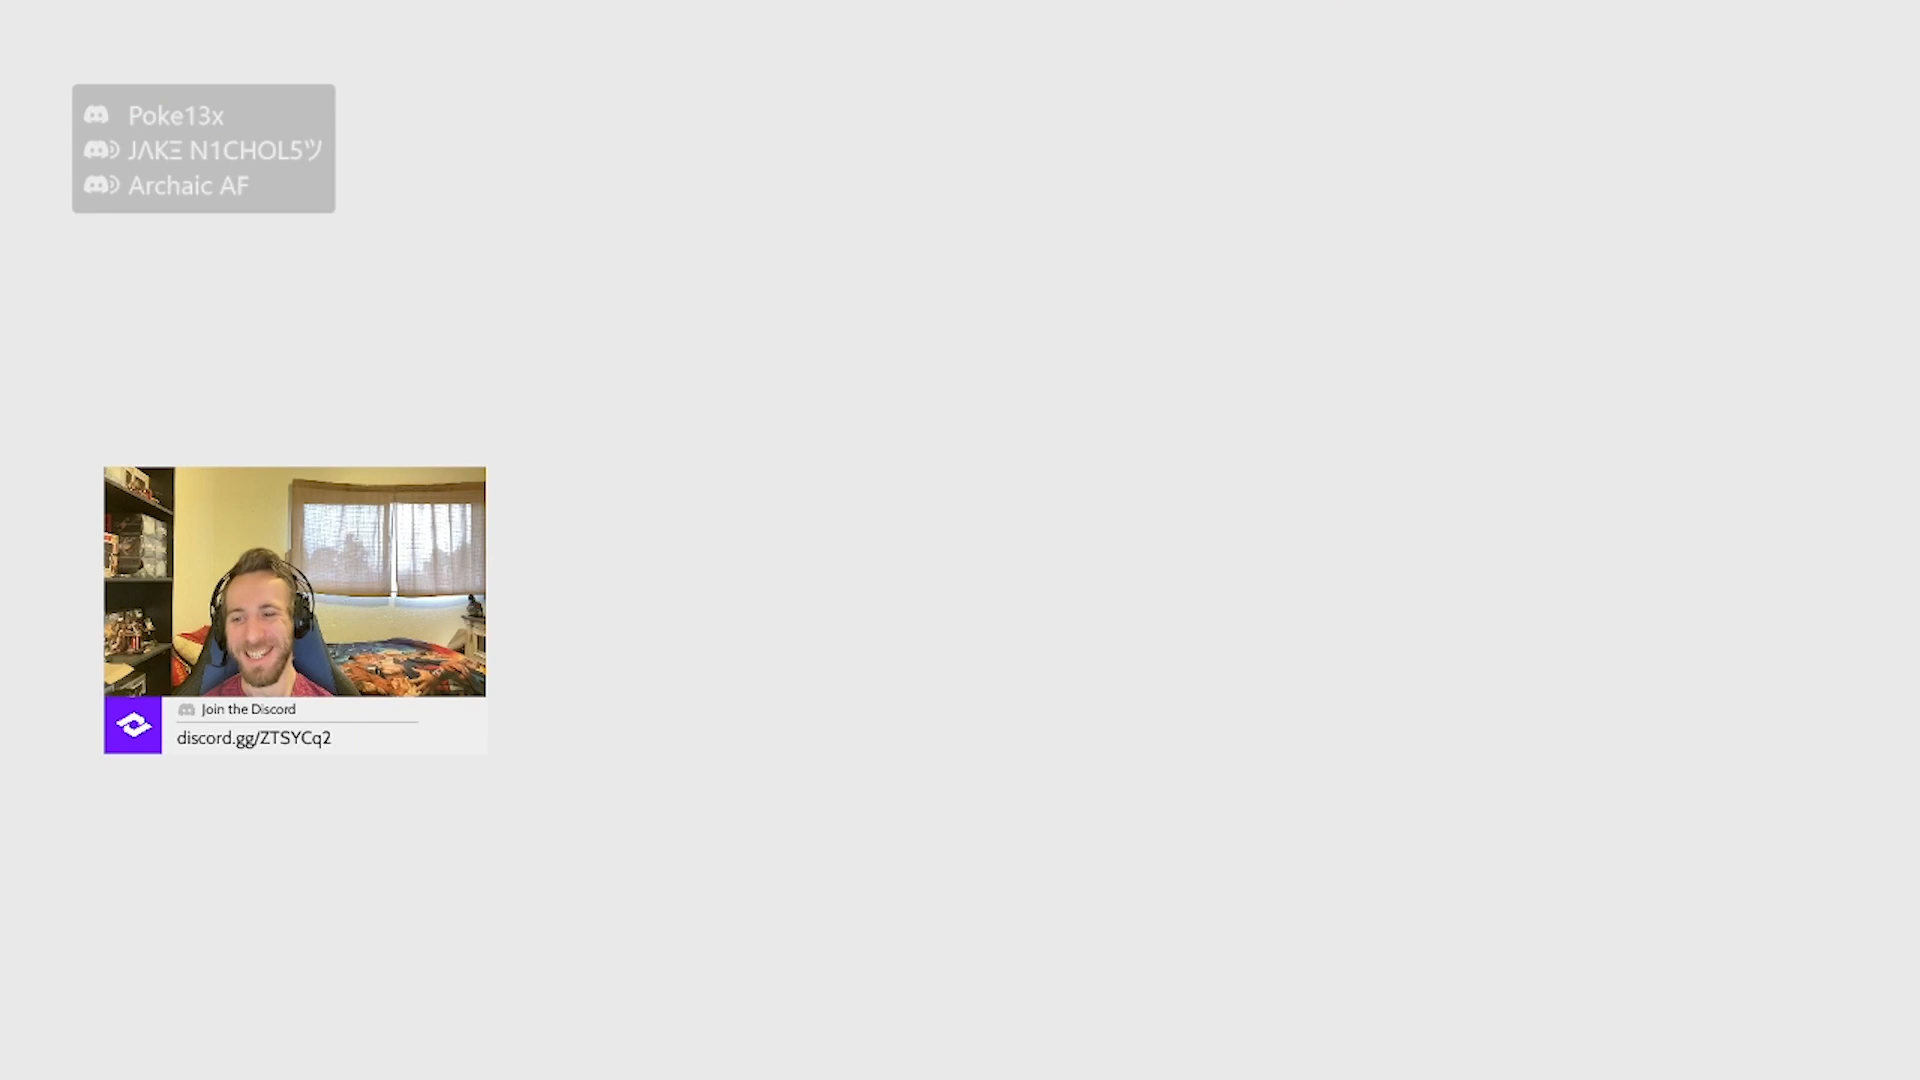 Poke13x
JΛKΞ N1CHOL5ツ
Archaic AF
Join the Discord
discord.gg/ZTSYCq2